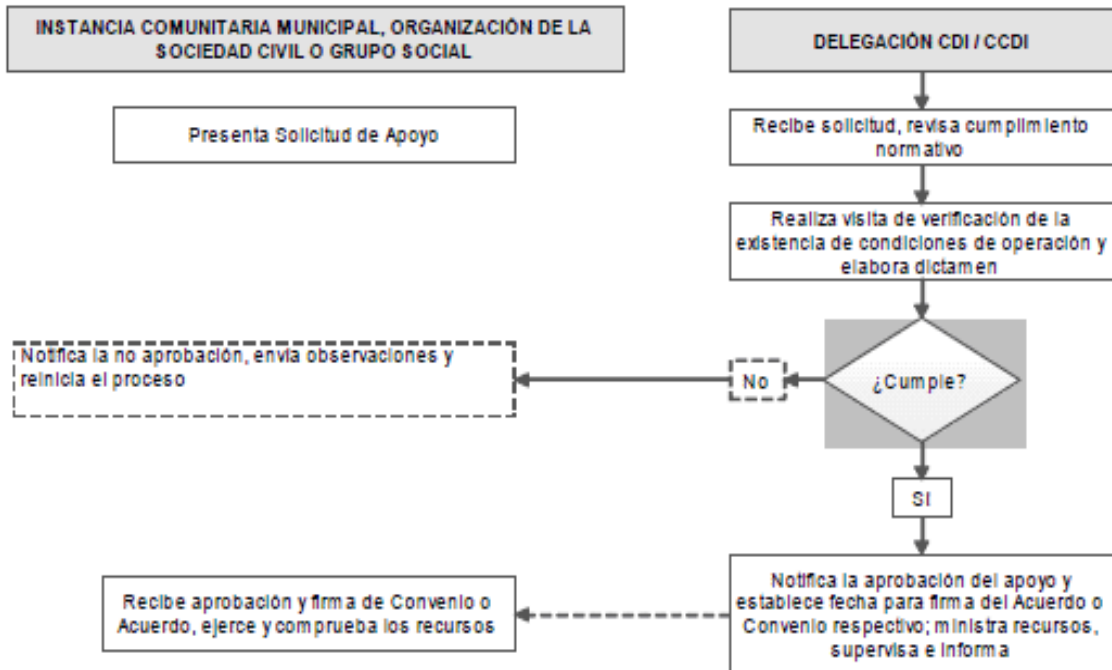 INSTANCIA COMUNITARIA MUNICIPAL, ORGANIZACIÓN DE LA
SOCIEDAD CIVIL O GRUPO SOCIAL
DELEGACIÓN CDI / CCDI
Presenta Solicitud de Apoyo
Recibe solicitud, revisa cumplimiento
normativo
Realiza visita de verificación de la
existencia de condiciones de operación y
elabora dictamen
Notifica la no aprobación, envía observaciones y
reinicia el proceso
No
¿Cumple?
SI
Recibe aprobación y firma de Convenio o
Acuerdo, ejerce y comprueba los recursos
Notifica la aprobación del apoyo y
establece fecha para firma del Acuerdo o
Convenio respectivo; ministra recursos,
supervisa e informa